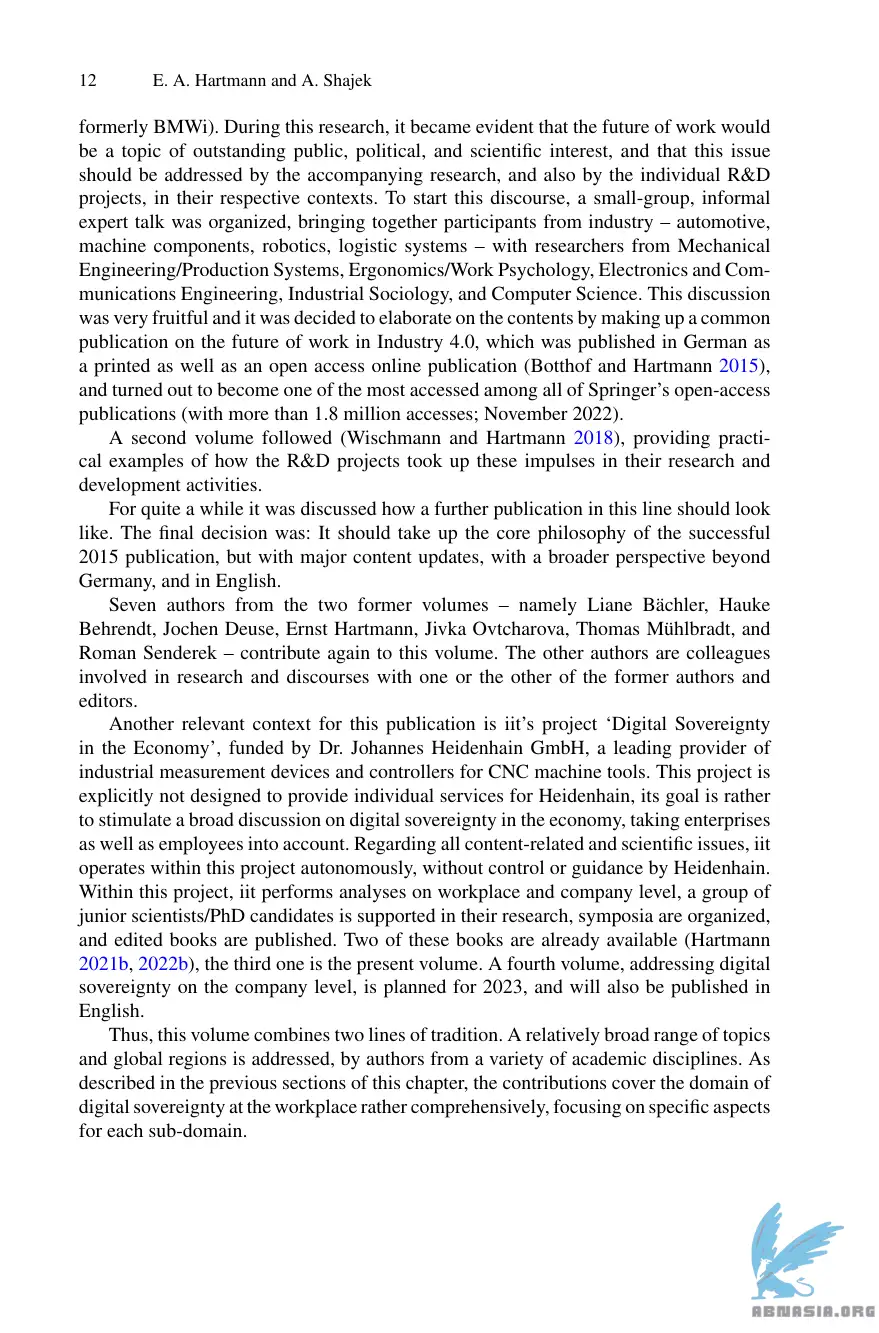 12 E. A. Hartmann and A. Shajek
formerly BMWi). During this research, it became evident that the future of work would
be a topic of outstanding public, political, and scientific interest, and that this issue
should be addressed by the accompanying research, and also by the individual R&D
projects, in their respective contexts. To start this discourse, a small-group, informal
expert talk was organized, bringing together participants from industry – automotive,
machine components, robotics, logistic systems – with researchers from Mechanical
Engineering/Production Systems, Ergonomics/Work Psychology, Electronics and Com-
munications Engineering, Industrial Sociology, and Computer Science. This discussion
was very fruitful and it was decided to elaborate on the contents by making up a common
publication on the future of work in Industry 4.0, which was published in German as
a printed as well as an open access online publication (Botthof and Hartmann 2015),
and turned out to become one of the most accessed among all of Springer's open-access
publications (with more than 1.8 million accesses; November 2022).
A second volume followed (Wischmann and Hartmann 2018), providing practi-
cal examples of how the R&D projects took up these impulses in their research and
development activities.
For quite a while it was discussed how a further publication in this line should look
like. The final decision was: It should take up the core philosophy of the successful
2015 publication, but with major content updates, with a broader perspective beyond
Germany, and in English.
Seven authors from the two former volumes – namely Liane Bächler, Hauke
Behrendt, Jochen Deuse, Ernst Hartmann, Jivka Ovtcharova, Thomas Mühlbradt, and
Roman Senderek – contribute again to this volume. The other authors are colleagues
involved in research and discourses with one or the other of the former authors and
editors.
Another relevant context for this publication is iit's project 'Digital Sovereignty
in the Economy', funded by Dr. Johannes Heidenhain GmbH, a leading provider of
industrial measurement devices and controllers for CNC machine tools. This project is
explicitly not designed to provide individual services for Heidenhain, its goal is rather
to stimulate a broad discussion on digital sovereignty in the economy, taking enterprises
as well as employees into account. Regarding all content-related and scientific issues, iit
operates within this project autonomously, without control or guidance by Heidenhain.
Within this project, iit performs analyses on workplace and company level, a group of
junior scientists/PhD candidates is supported in their research, symposia are organized,
and edited books are published. Two of these books are already available (Hartmann
2021b, 2022b), the third one is the present volume. A fourth volume, addressing digital
sovereignty on the company level, is planned for 2023, and will also be published in
English.
Thus, this volume combines two lines of tradition. A relatively broad range of topics
and global regions is addressed, by authors from a variety of academic disciplines. As
described in the previous sections of this chapter, the contributions cover the domain of
digital sovereignty at the workplace rather comprehensively, focusing on specific aspects
for each sub-domain.
ABNASIA.ORG